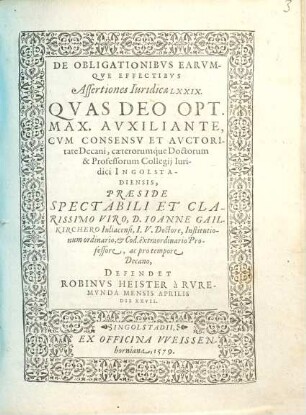 3
DE OBLIGATIONIBVS EARVM-
QVE EFFECTIBVS
Assertiones Iuridicæ LXXIX.
QVAS DEO OPT.
MAX. AVXILIANTE,
CVM CONSENSV ET AVCTORI-
tate Decani, cæterorumque Doctorum
& Professorum Collegij Iuri-
dici INGOLSTA-
DIENSIS,
PRÆSIDE
SPECTABILI ET CLA-
RISSIMO VIRO, D. IOANNE GAIL-
KIRCHERO Iuliacensi, I. V. Doctore, Institutio-
num ordinario, & Cod. extraordinario Pro-
fessore, ac pro tempore
Decano,
DEFENDET
ROBINVS HEISTER à RVRE-
MVNDA MENSIS APRILIS
DIE XXVII.
INGOLSTADII,
EX OFFICINA VVEISSEN-
horniana, 1579.